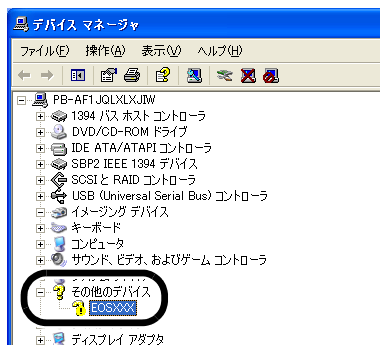 デバイス マネージャ
ファイル(F) 操作(A) 表示(V) ヘルプ(H)
PB-AF1JQLXLXJIW
1394 バス ホスト コントローラ
DVD/CD-ROM ドライブ
IDE ATA/ATAPI コントローラ
SBP2 IEEE 1394 デバイス
SCSI と RAID コントローラ
USB (Universal Serial Bus) コントローラ
イメージング デバイス
キーボード
コンピュータ
サウンド、ビデオ、およびゲーム コントローラ
その他のデバイス
EOSXXX
ディスプレイ アダプタ